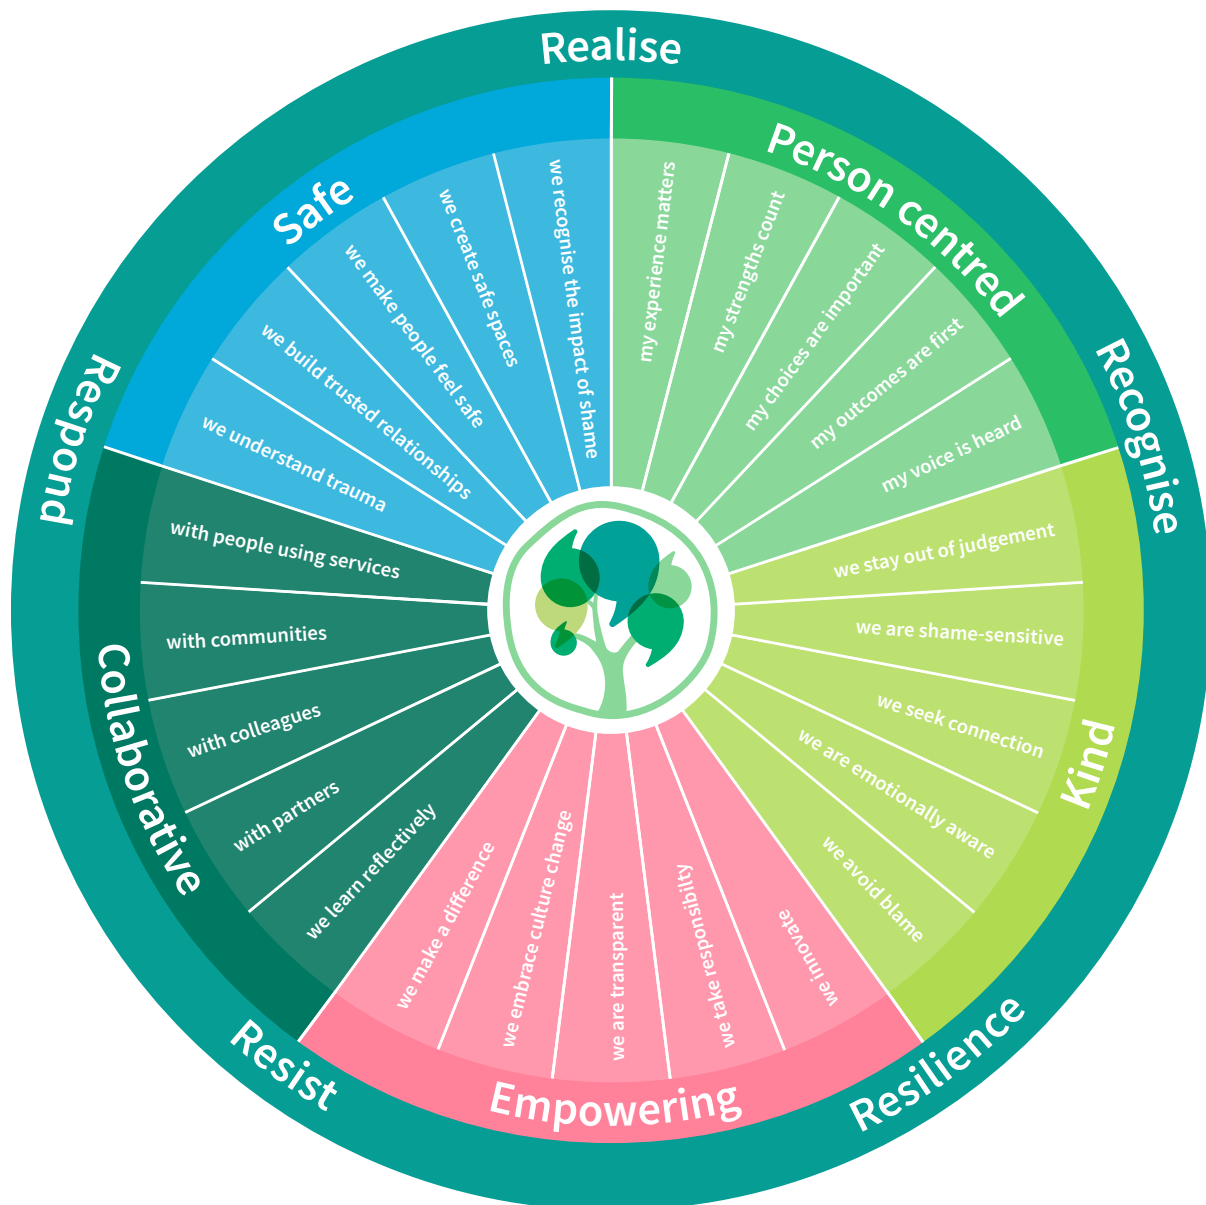 Realise
Recognise
Resilience
Resist
Respond
Person centred
my experience matters
my strengths count
my choices are important
my outcomes are first
my voice is heard
Kind
we stay out of judgement
we are shame-sensitive
we seek connection
we are emotionally aware
we avoid blame
Empowering
we innovate
we take responsibilty
we are transparent
we embrace culture change
we make a difference
Collaborative
we learn reflectively
with partners
with colleagues
with communities
with people using services
Safe
we understand trauma
we build trusted relationships
we make people feel safe
we create safe spaces
we recognise the impact of shame